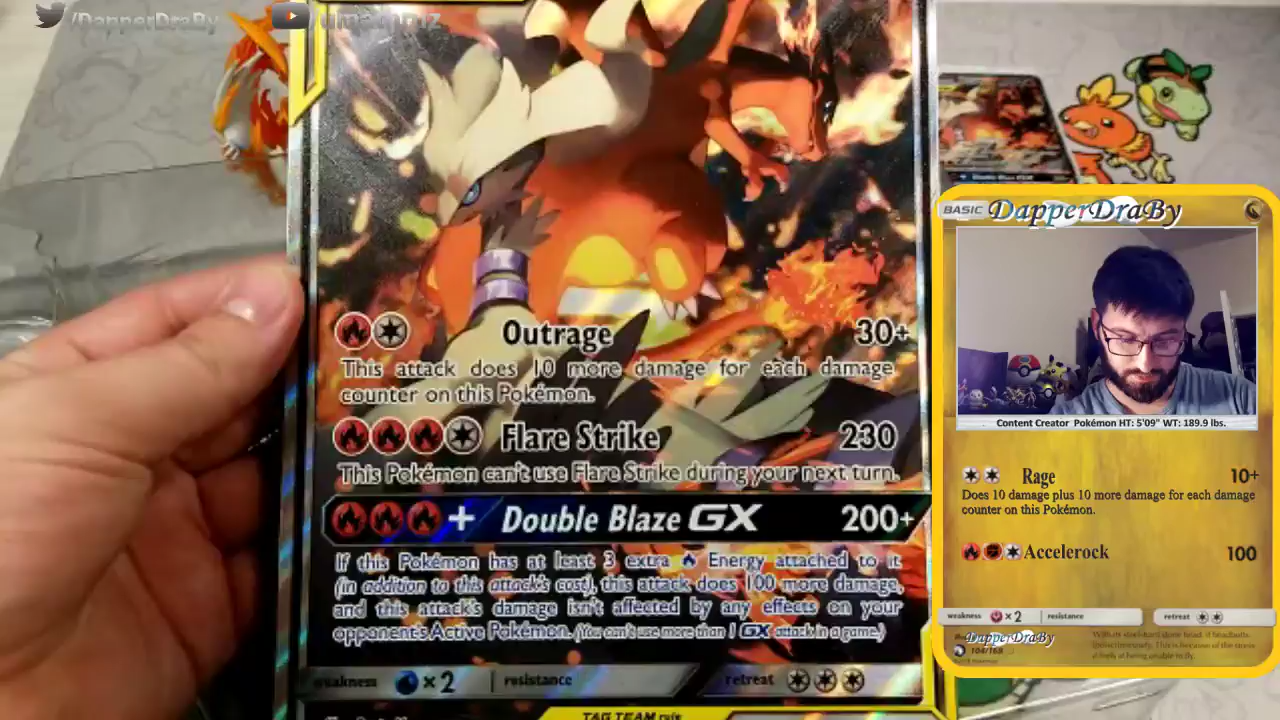 /DapperDraBy
Outrage 30+
This attack does 10 more damage for each damage
counter on this Pokémon.
Flare Strike 230
This Pokémon can't use Flare Strike during your next turn.
+ Double Blaze GX 200+
If this Pokémon has at least 3 extra Energy attached to it
(in addition to this attack's cost), this attack does 100 more damage,
and this attack's damage isn't affected by any effects on your
opponent's Active Pokémon. (You can't use more than 1 GX attack in a game.)
weakness ×2 resistance retreat
TAG TEAM rule
Double Blaze GX
BASIC DapperDraBy
Content Creator Pokémon HT: 5'09" WT: 189.9 lbs.
Rage 10+
Does 10 damage plus 10 more damage for each damage
counter on this Pokémon.
Accelerock 100
weakness ×2 resistance retreat
DapperDraBy
104/168